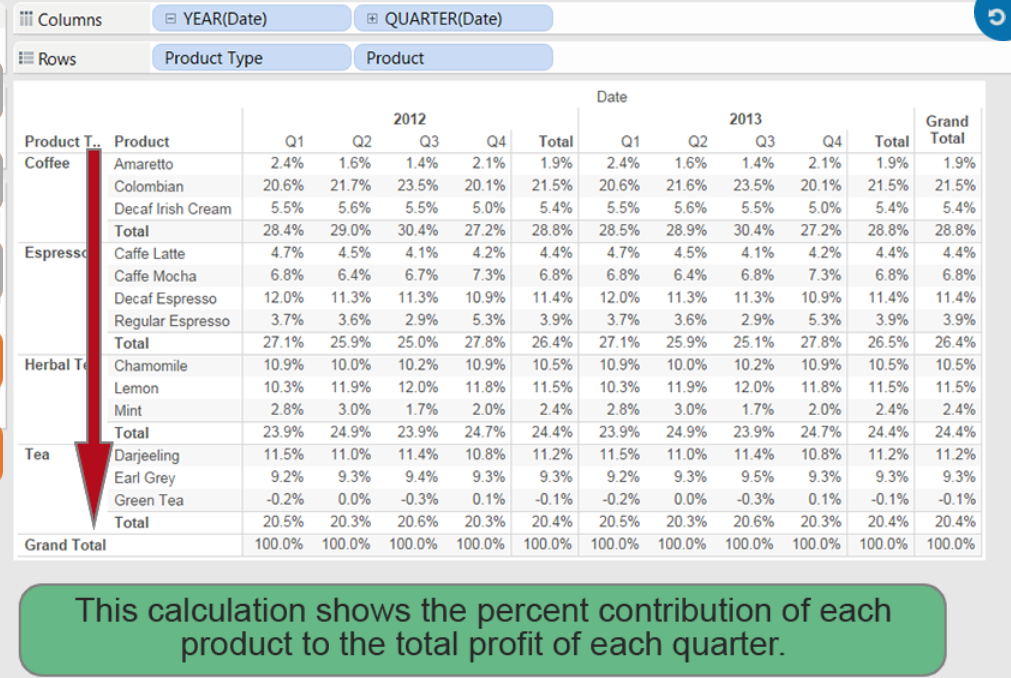 Columns YEAR(Date) QUARTER(Date)
Rows Product Type Product
Date
2012 2013 Grand
Product T.. Product Q1 Q2 Q3 Q4 Total Q1 Q2 Q3 Q4 Total Total
Coffee Amaretto 2.4% 1.6% 1.4% 2.1% 1.9% 2.4% 1.6% 1.4% 2.1% 1.9% 1.9%
Colombian 20.6% 21.7% 23.5% 20.1% 21.5% 20.6% 21.6% 23.5% 20.1% 21.5% 21.5%
Decaf Irish Cream 5.5% 5.6% 5.5% 5.0% 5.4% 5.5% 5.6% 5.5% 5.0% 5.4% 5.4%
Total 28.4% 29.0% 30.4% 27.2% 28.8% 28.5% 28.9% 30.4% 27.2% 28.8% 28.8%
Espresso Caffe Latte 4.7% 4.5% 4.1% 4.2% 4.4% 4.7% 4.5% 4.1% 4.2% 4.4% 4.4%
Caffe Mocha 6.8% 6.4% 6.7% 7.3% 6.8% 6.8% 6.4% 6.8% 7.3% 6.8% 6.8%
Decaf Espresso 12.0% 11.3% 11.3% 10.9% 11.4% 12.0% 11.3% 11.3% 10.9% 11.4% 11.4%
Regular Espresso 3.7% 3.6% 2.9% 5.3% 3.9% 3.7% 3.6% 2.9% 5.3% 3.9% 3.9%
Total 27.1% 25.9% 25.0% 27.8% 26.4% 27.1% 25.9% 25.1% 27.8% 26.5% 26.4%
Herbal Te Chamomile 10.9% 10.0% 10.2% 10.9% 10.5% 10.9% 10.0% 10.2% 10.9% 10.5% 10.5%
Lemon 10.3% 11.9% 12.0% 11.8% 11.5% 10.3% 11.9% 12.0% 11.8% 11.5% 11.5%
Mint 2.8% 3.0% 1.7% 2.0% 2.4% 2.8% 3.0% 1.7% 2.0% 2.4% 2.4%
Total 23.9% 24.9% 23.9% 24.7% 24.4% 23.9% 24.9% 23.9% 24.7% 24.4% 24.4%
Tea Darjeeling 11.5% 11.0% 11.4% 10.8% 11.2% 11.5% 11.0% 11.4% 10.8% 11.2% 11.2%
Earl Grey 9.2% 9.3% 9.4% 9.3% 9.3% 9.2% 9.3% 9.5% 9.3% 9.3% 9.3%
Green Tea -0.2% 0.0% -0.3% 0.1% -0.1% -0.2% 0.0% -0.3% 0.1% -0.1% -0.1%
Total 20.5% 20.3% 20.6% 20.3% 20.4% 20.5% 20.3% 20.6% 20.3% 20.4% 20.4%
Grand Total 100.0% 100.0% 100.0% 100.0% 100.0% 100.0% 100.0% 100.0% 100.0% 100.0% 100.0%
This calculation shows the percent contribution of each
product to the total profit of each quarter.